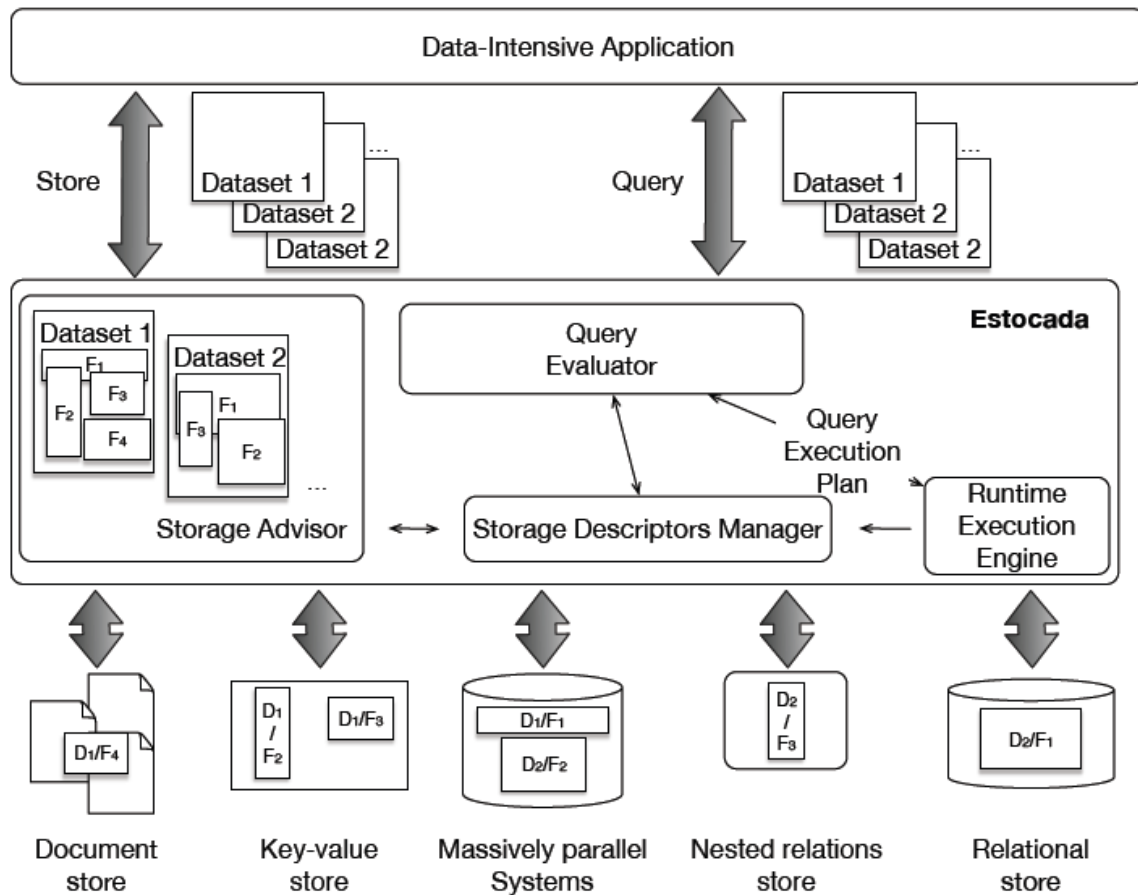 Data-Intensive Application
Store
Dataset 1
Dataset 2
...
Dataset 2
Query
Dataset 1
Dataset 2
...
Dataset 2
Estocada
Dataset 1
F1
F2
F3
F4
Dataset 2
F1
F3
F2
...
Storage Advisor
Query
Evaluator
Query
Execution
Plan
Storage Descriptors Manager
Runtime
Execution
Engine
D1/F4
D1
/
F2
D1/F3
D1/F1
D2/F2
D2
/
F3
D2/F1
Document
store
Key-value
store
Massively parallel
Systems
Nested relations
store
Relational
store